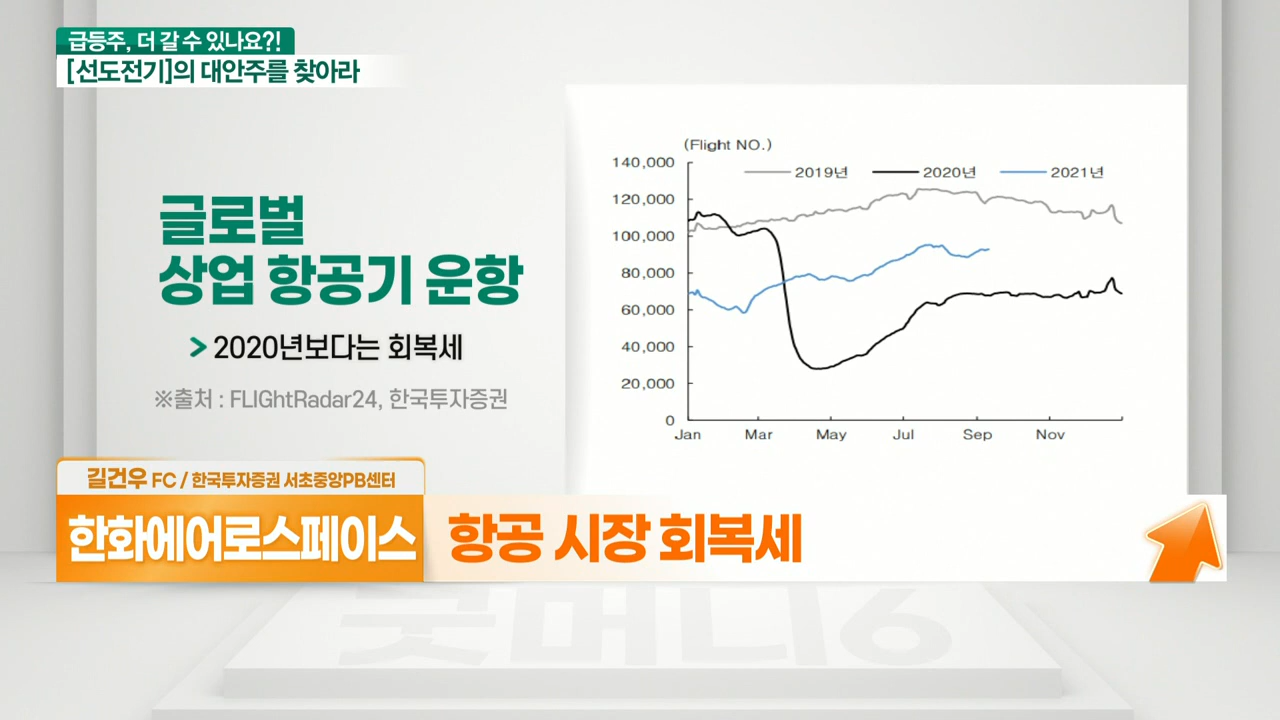 급등주, 더 갈 수 있나요?!
[선도전기]의 대안주를 찾아라
글로벌
상업 항공기 운항
> 2020년보다는 회복세
※출처 : FLIGhtRadar24, 한국투자증권
(Flight NO.)
2019년 2020년 2021년
140,000
120,000
100,000
80,000
60,000
40,000
20,000
0
Jan Mar May Jul Sep Nov
길건우 FC / 한국투자증권 서초중앙PB센터
한화에어로스페이스 항공 시장 회복세
굿머니6